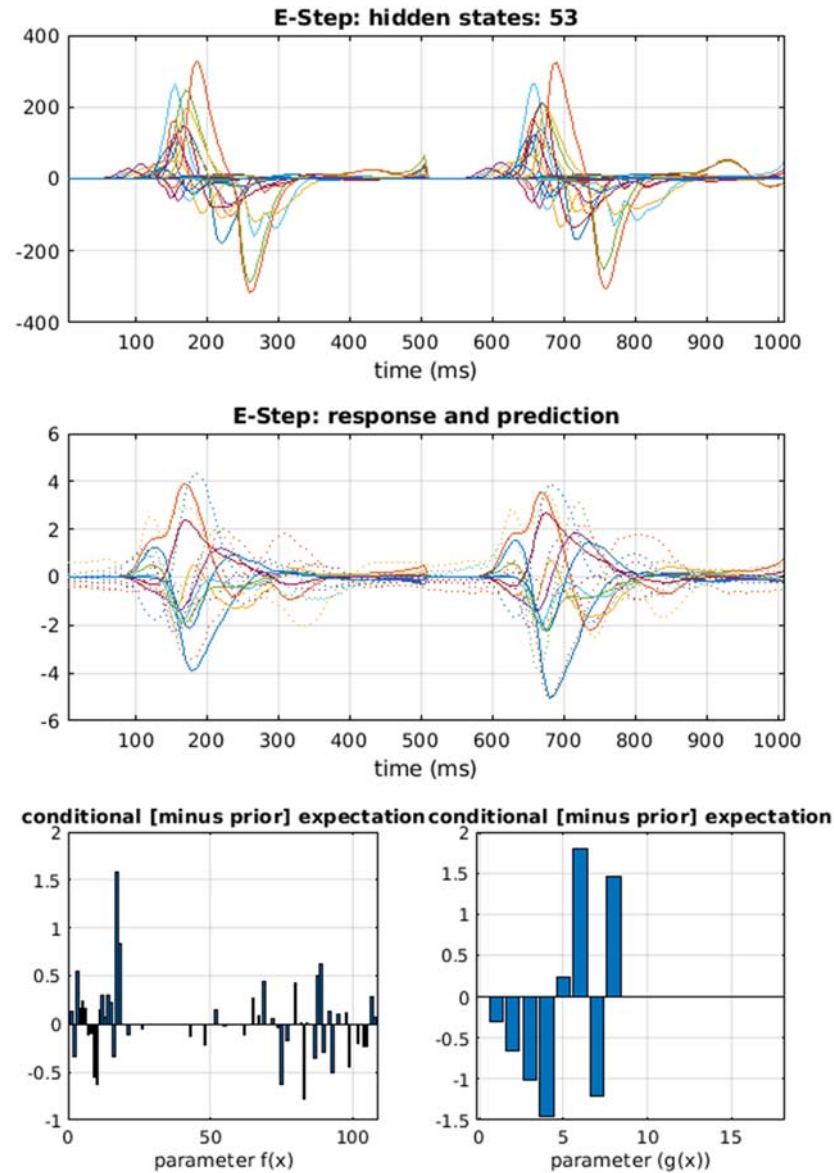 E-Step: hidden states: 53
400
200
0
-200
-400
100 200 300 400 500 600 700 800 900 1000
time (ms)
E-Step: response and prediction
6
4
2
0
-2
-4
-6
100 200 300 400 500 600 700 800 900 1000
time (ms)
conditional [minus prior] expectation
2
1.5
1
0.5
0
-0.5
-1
0 50 100
parameter f(x)
conditional [minus prior] expectation
2
1.5
1
0.5
0
-0.5
-1
-1.5
0 5 10 15
parameter (g(x))